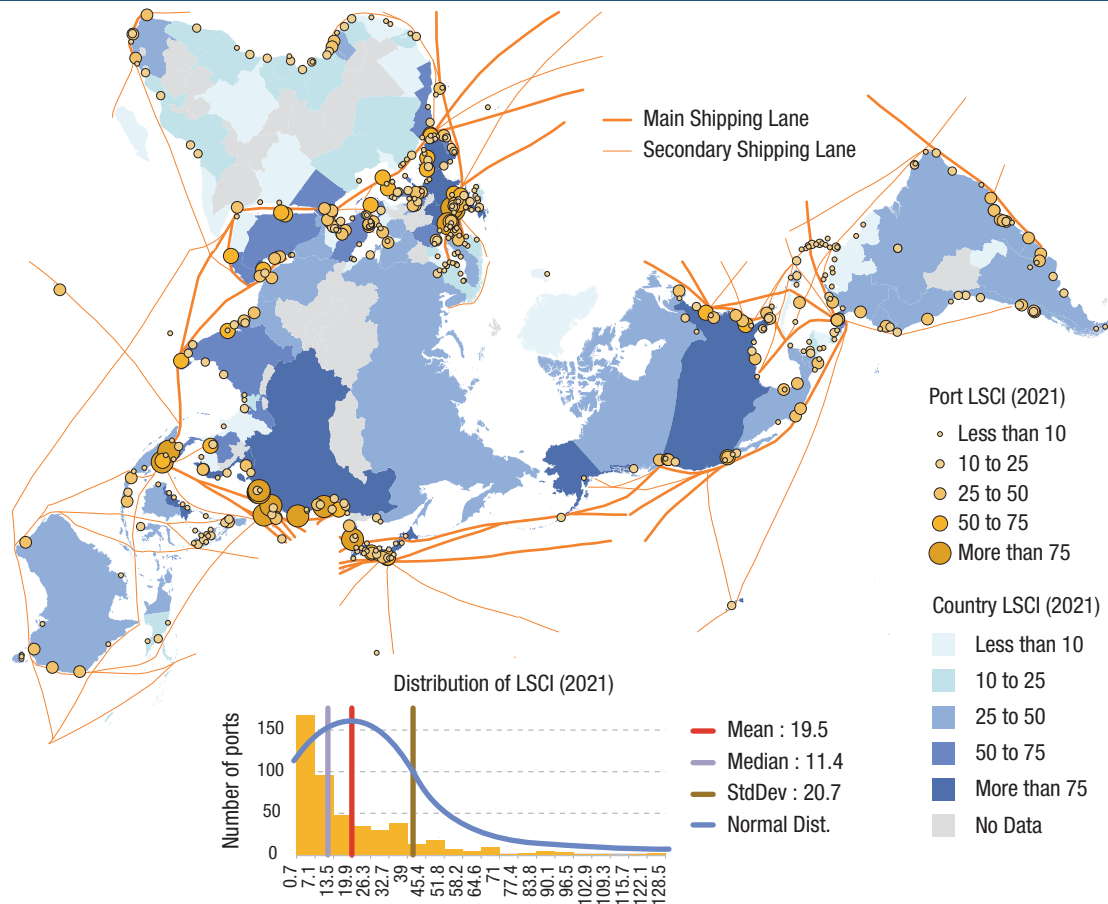 Main Shipping Lane
Secondary Shipping Lane
Port LSCI (2021)
Less than 10
10 to 25
25 to 50
50 to 75
More than 75
Country LSCI (2021)
Less than 10
10 to 25
25 to 50
50 to 75
More than 75
No Data
Distribution of LSCI (2021)
Number of ports
150
100
50
0
0.7
7.1
13.5
19.9
26.3
32.7
39
45.4
51.8
58.2
64.6
71
77.4
83.8
90.1
96.5
102.9
109.3
115.7
122.1
128.5
Mean : 19.5
Median : 11.4
StdDev : 20.7
Normal Dist.